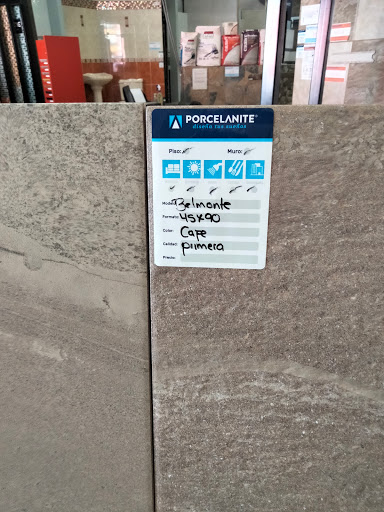 PORCELANITE®
diseña tus sueños
Piso: Muro:
Modelo: Belmonte
Formato: 45x90
Color: Cafe
Calidad: primera
Precio: